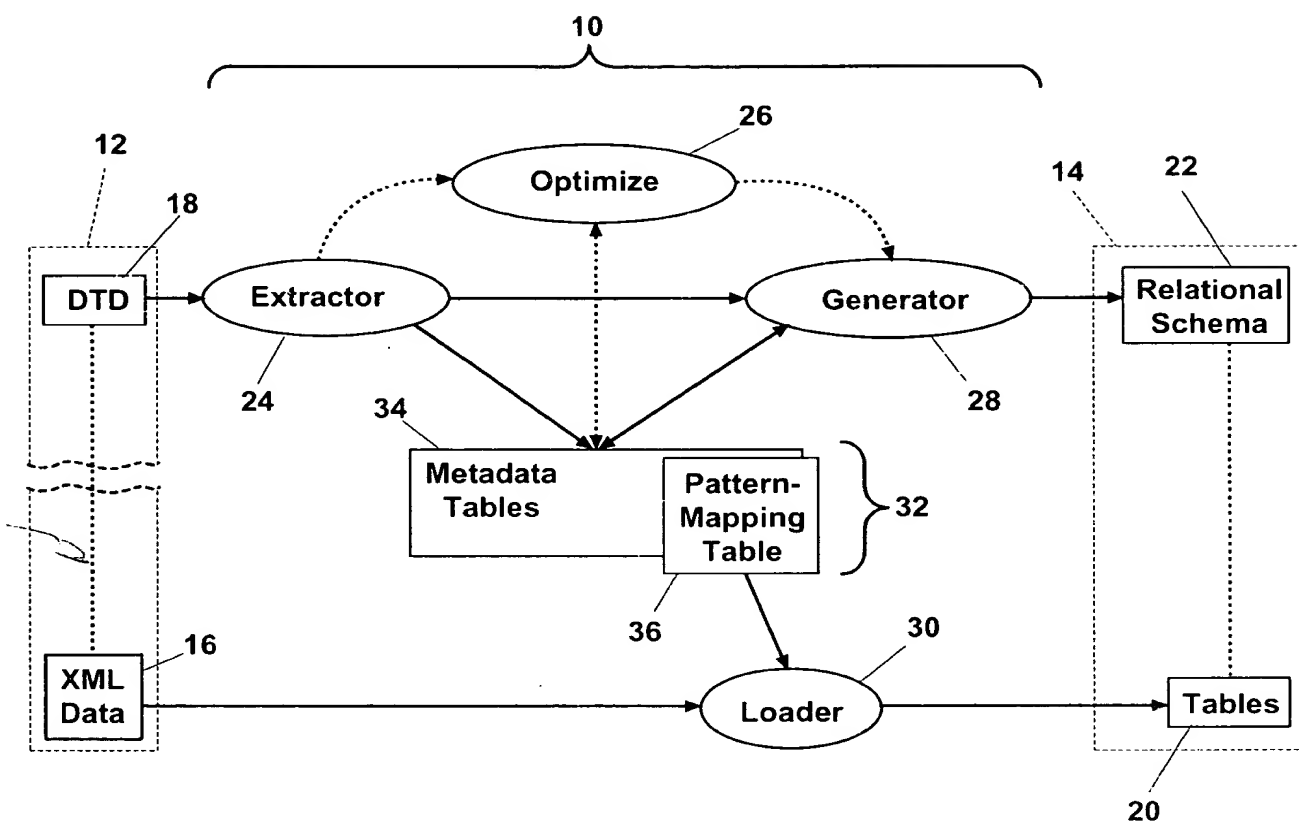 10
26
12
Optimize
22
14
18
DTD
Extractor
Generator
Relational
Schema
24
28
34
Metadata
Tables
Pattern-
Mapping
Table
32
36
30
16
XML
Data
Loader
Tables
20